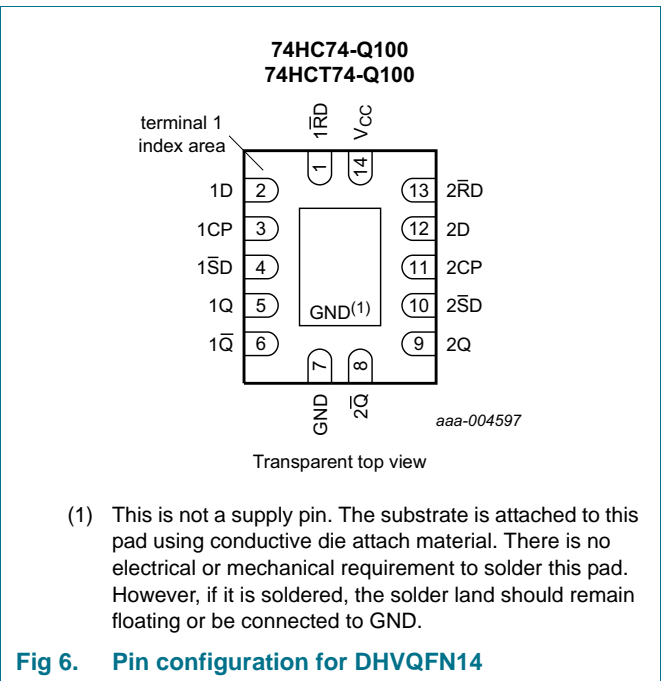 74HC74-Q100
74HCT74-Q100
terminal 1
index area
1R̅D
VCC
1
14
1D 2
13 2R̅D
1CP 3
12 2D
1S̅D 4
11 2CP
1Q 5
10 2S̅D
GND(1)
1Q̅ 6
9 2Q
7
8
GND
2Q̅
aaa-004597
Transparent top view
(1) This is not a supply pin. The substrate is attached to this
pad using conductive die attach material. There is no
electrical or mechanical requirement to solder this pad.
However, if it is soldered, the solder land should remain
floating or be connected to GND.
Fig 6. Pin configuration for DHVQFN14